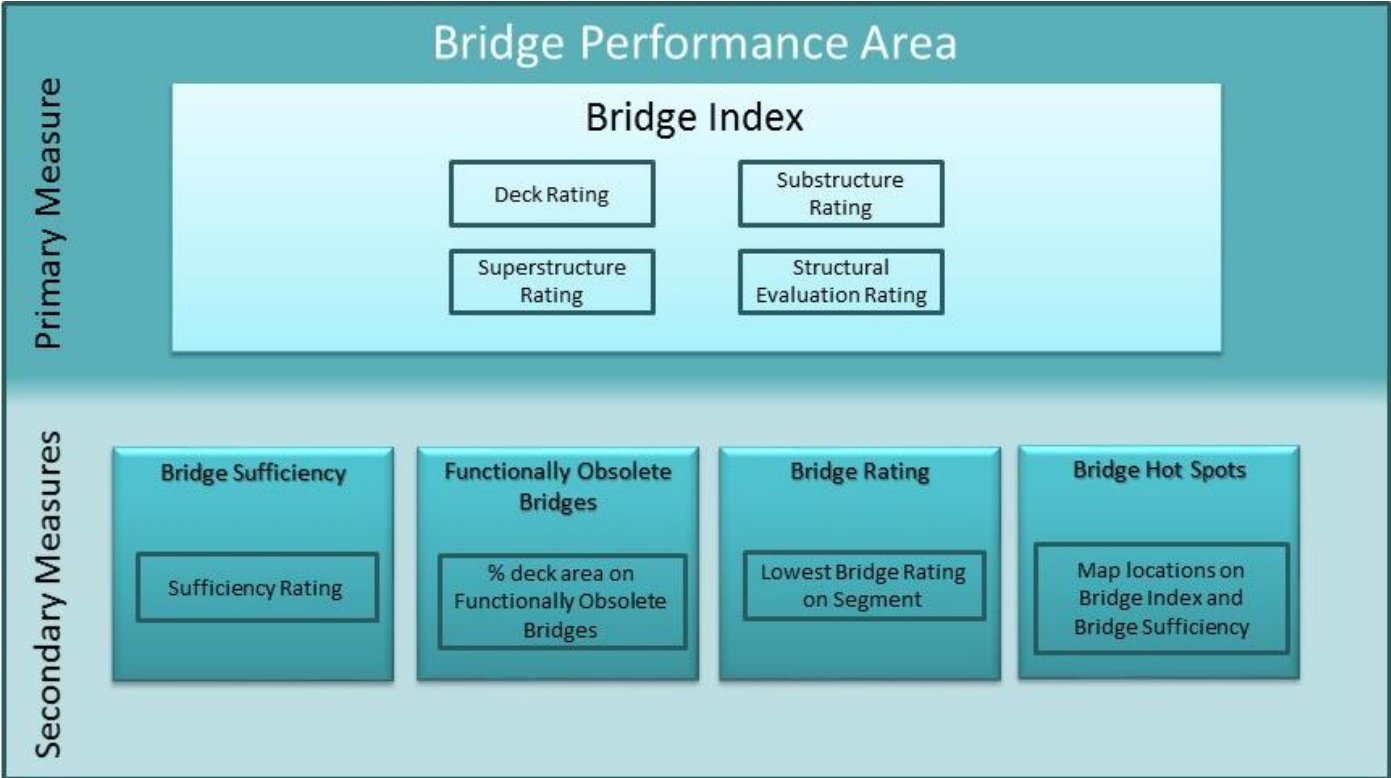 Bridge Performance Area
Primary Measure
Bridge Index
Deck Rating
Substructure
Rating
Superstructure
Rating
Structural
Evaluation Rating
Secondary Measures
Bridge Sufficiency
Sufficiency Rating
Functionally Obsolete
Bridges
% deck area on
Functionally Obsolete
Bridges
Bridge Rating
Lowest Bridge Rating
on Segment
Bridge Hot Spots
Map locations on
Bridge Index and
Bridge Sufficiency